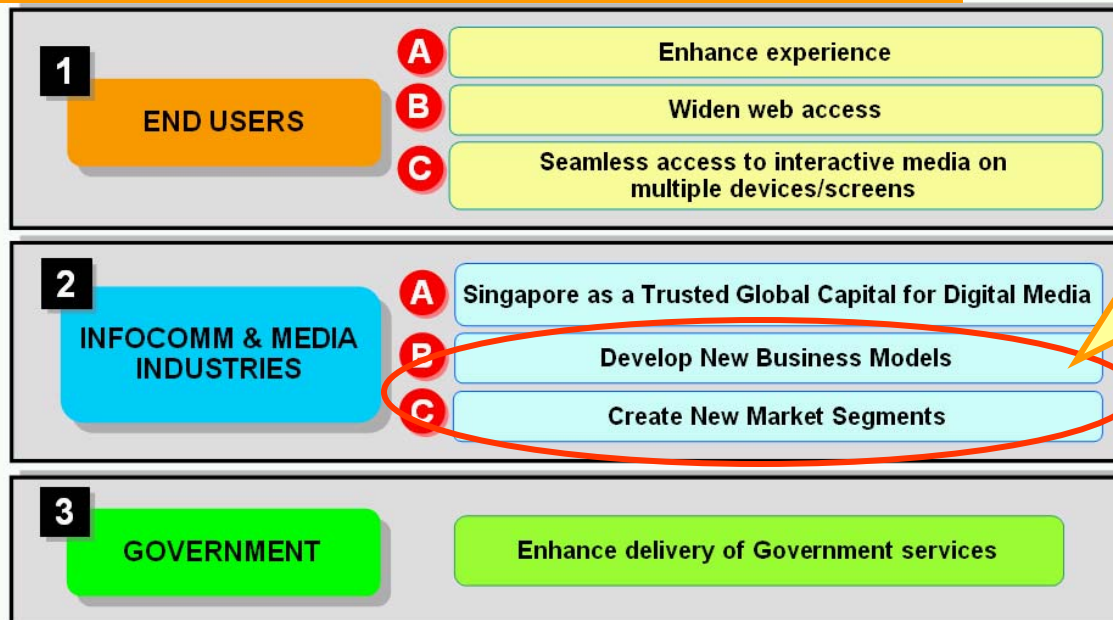 1
END USERS
A
Enhance experience
B
Widen web access
C
Seamless access to interactive media on
multiple devices/screens
2
INFOCOMM & MEDIA
INDUSTRIES
A
Singapore as a Trusted Global Capital for Digital Media
B
Develop New Business Models
C
Create New Market Segments
3
GOVERNMENT
Enhance delivery of Government services